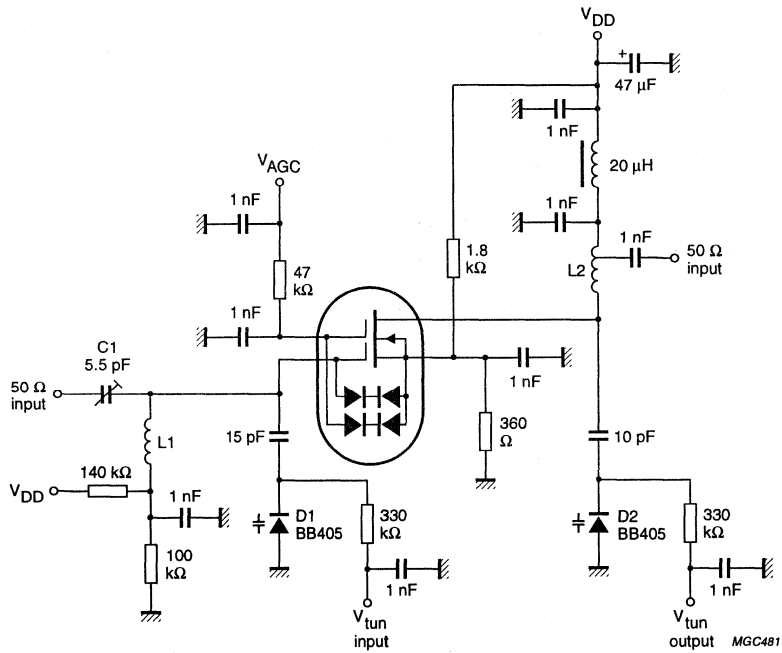 V_DD
+
47 μF
1 nF
20 μH
V_AGC
1 nF
1 nF
1 nF
50 Ω
input
1.8
kΩ
L2
47
kΩ
1 nF
C1
5.5 pF
50 Ω
input
1 nF
L1
15 pF
360
Ω
10 pF
140 kΩ
V_DD
1 nF
D1
BB405
330
kΩ
D2
BB405
330
kΩ
100
kΩ
1 nF
1 nF
V_tun
input
V_tun
output
MGC481